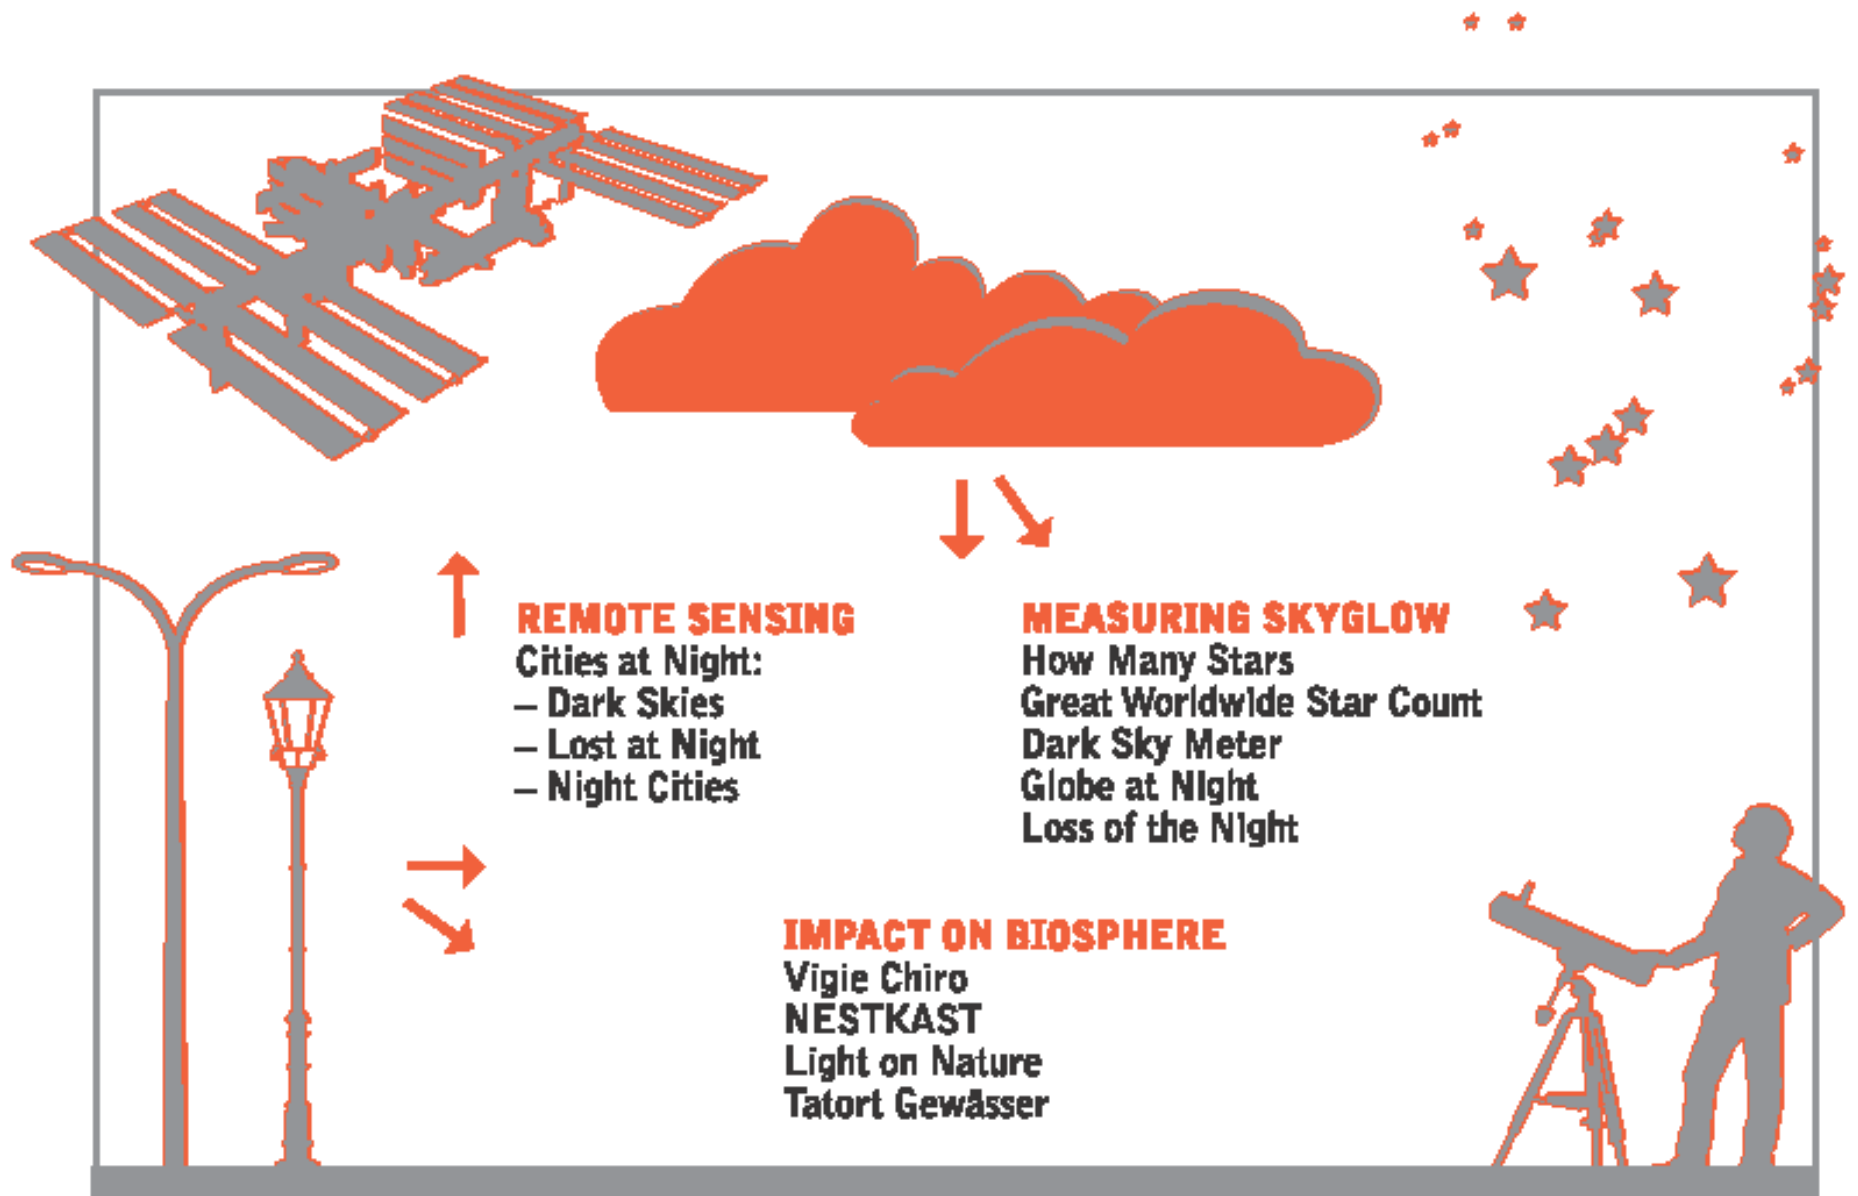 REMOTE SENSING
Cities at Night:
– Dark Skies
– Lost at Night
– Night Cities
MEASURING SKYGLOW
How Many Stars
Great Worldwide Star Count
Dark Sky Meter
Globe at Night
Loss of the Night
IMPACT ON BIOSPHERE
Vigie Chiro
NESTKAST
Light on Nature
Tatort Gewässer